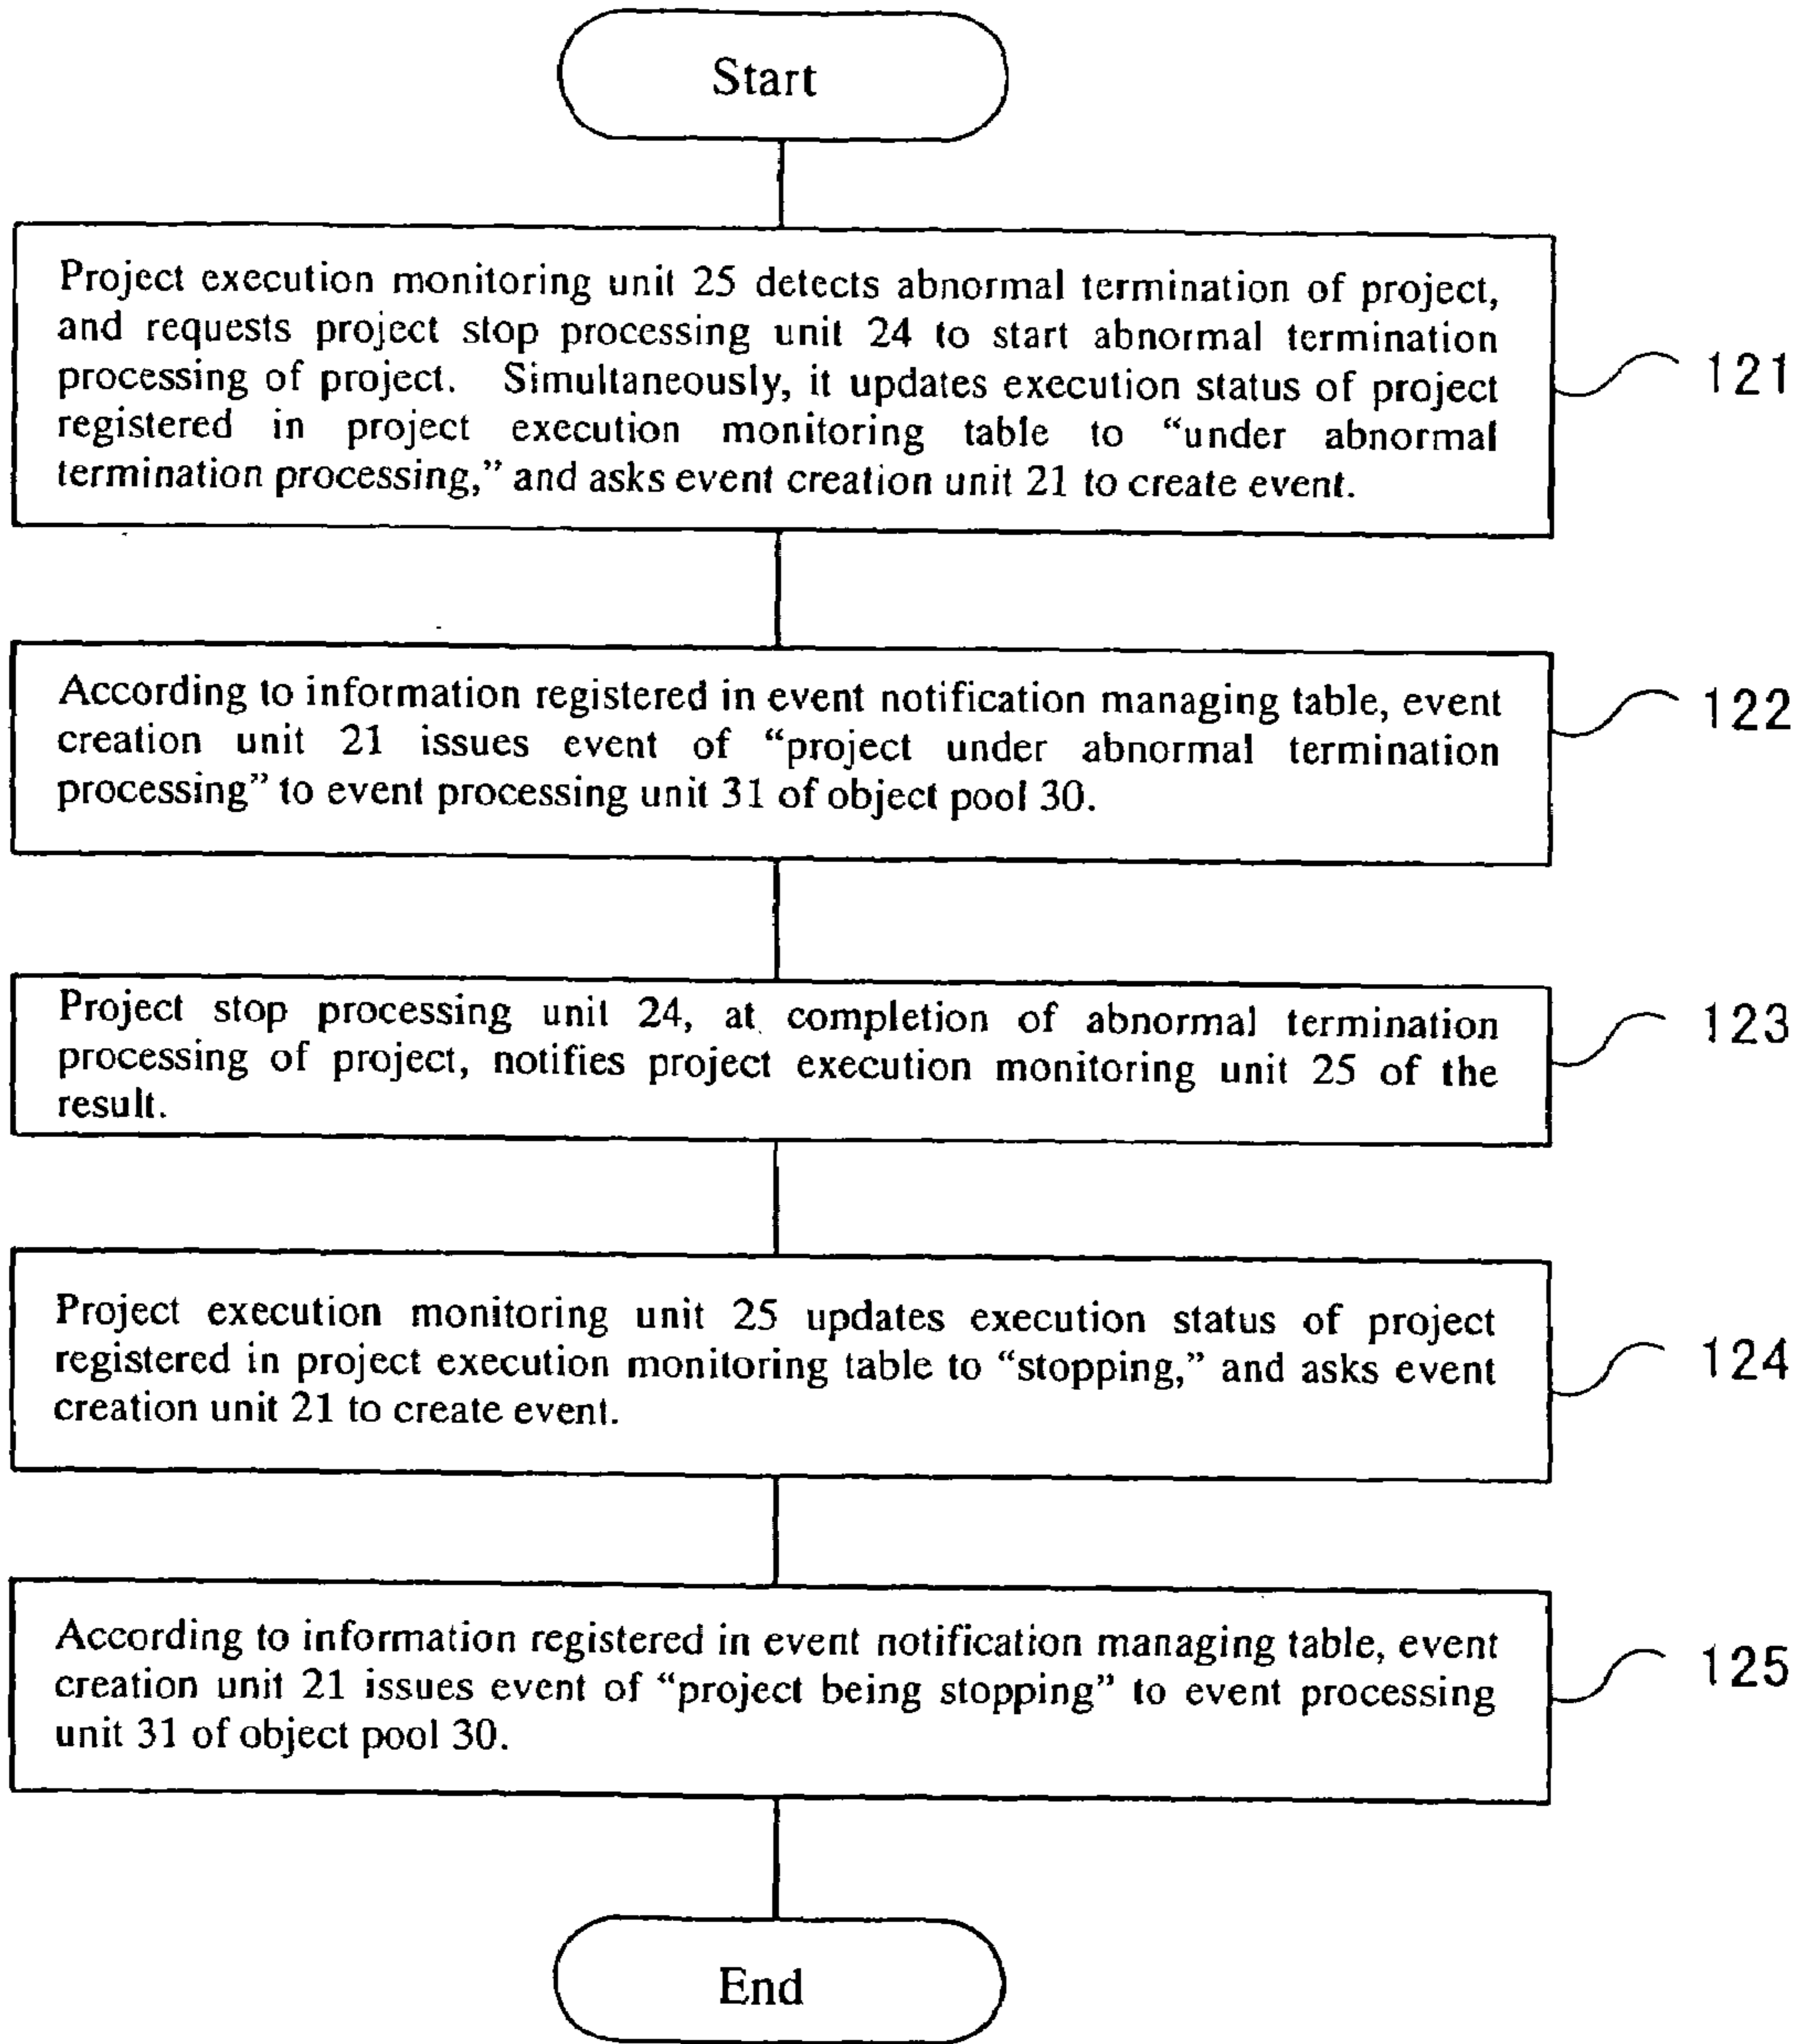 Start
Project execution monitoring unit 25 detects abnormal termination of project,
and requests project stop processing unit 24 to start abnormal termination
processing of project. Simultaneously, it updates execution status of project
registered in project execution monitoring table to “under abnormal
termination processing,” and asks event creation unit 21 to create event.
121
According to information registered in event notification managing table, event
creation unit 21 issues event of “project under abnormal termination
processing” to event processing unit 31 of object pool 30.
122
Project stop processing unit 24, at completion of abnormal termination
processing of project, notifies project execution monitoring unit 25 of the
result.
123
Project execution monitoring unit 25 updates execution status of project
registered in project execution monitoring table to “stopping,” and asks event
creation unit 21 to create event.
124
According to information registered in event notification managing table, event
creation unit 21 issues event of “project being stopping” to event processing
unit 31 of object pool 30.
125
End